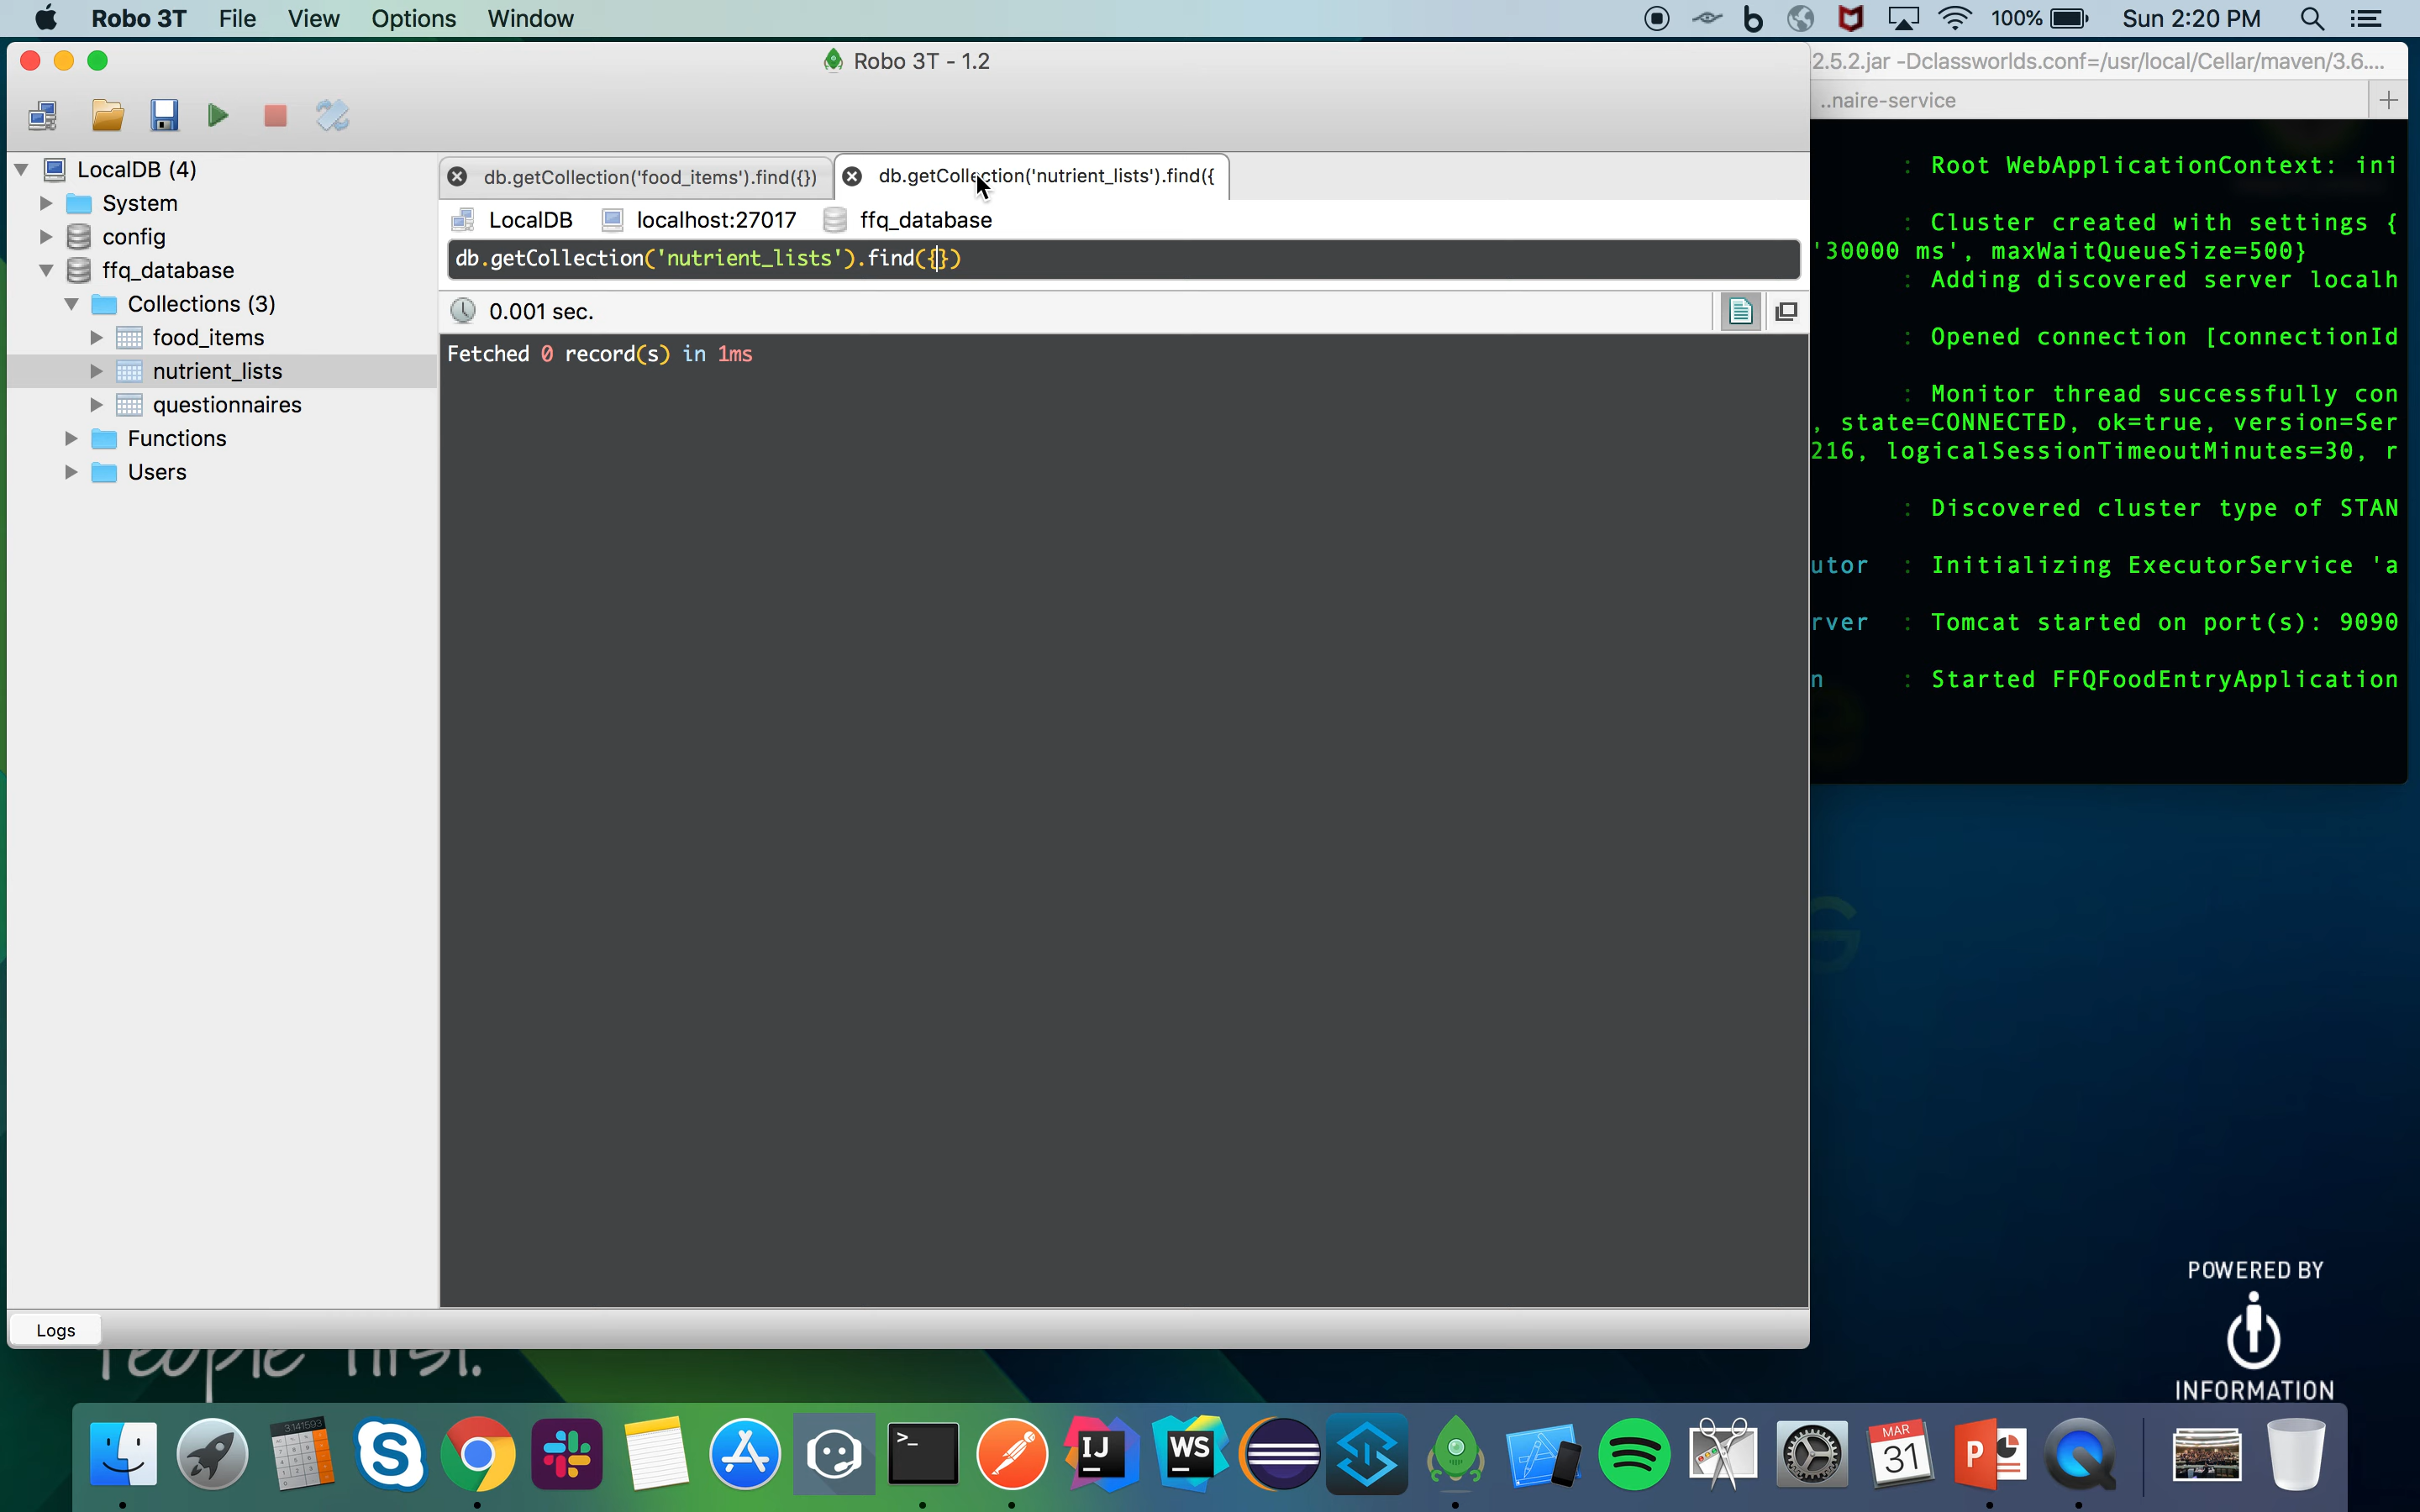 Robo 3T File View Options Window
100% Sun 2:20 PM
Robo 3T - 1.2
2.5.2.jar -Dclassworlds.conf=/usr/local/Cellar/maven/3.6....
..naire-service
LocalDB (4)
System
config
ffq_database
Collections (3)
food_items
nutrient_lists
questionnaires
Functions
Users
db.getCollection('food_items').find({})
db.getCollection('nutrient_lists').find({
LocalDB localhost:27017 ffq_database
db.getCollection('nutrient_lists').find({})
0.001 sec.
Fetched 0 record(s) in 1ms
: Root WebApplicationContext: ini
: Cluster created with settings {
'30000 ms', maxWaitQueueSize=500}
: Adding discovered server localh
: Opened connection [connectionId
: Monitor thread successfully con
, state=CONNECTED, ok=true, version=Ser
216, logicalSessionTimeoutMinutes=30, r
: Discovered cluster type of STAN
utor : Initializing ExecutorService 'a
rver : Tomcat started on port(s): 9090
n : Started FFQFoodEntryApplication
Logs
People first.
POWERED BY
INFORMATION
3.141593
IJ
WS
MAR
31
P